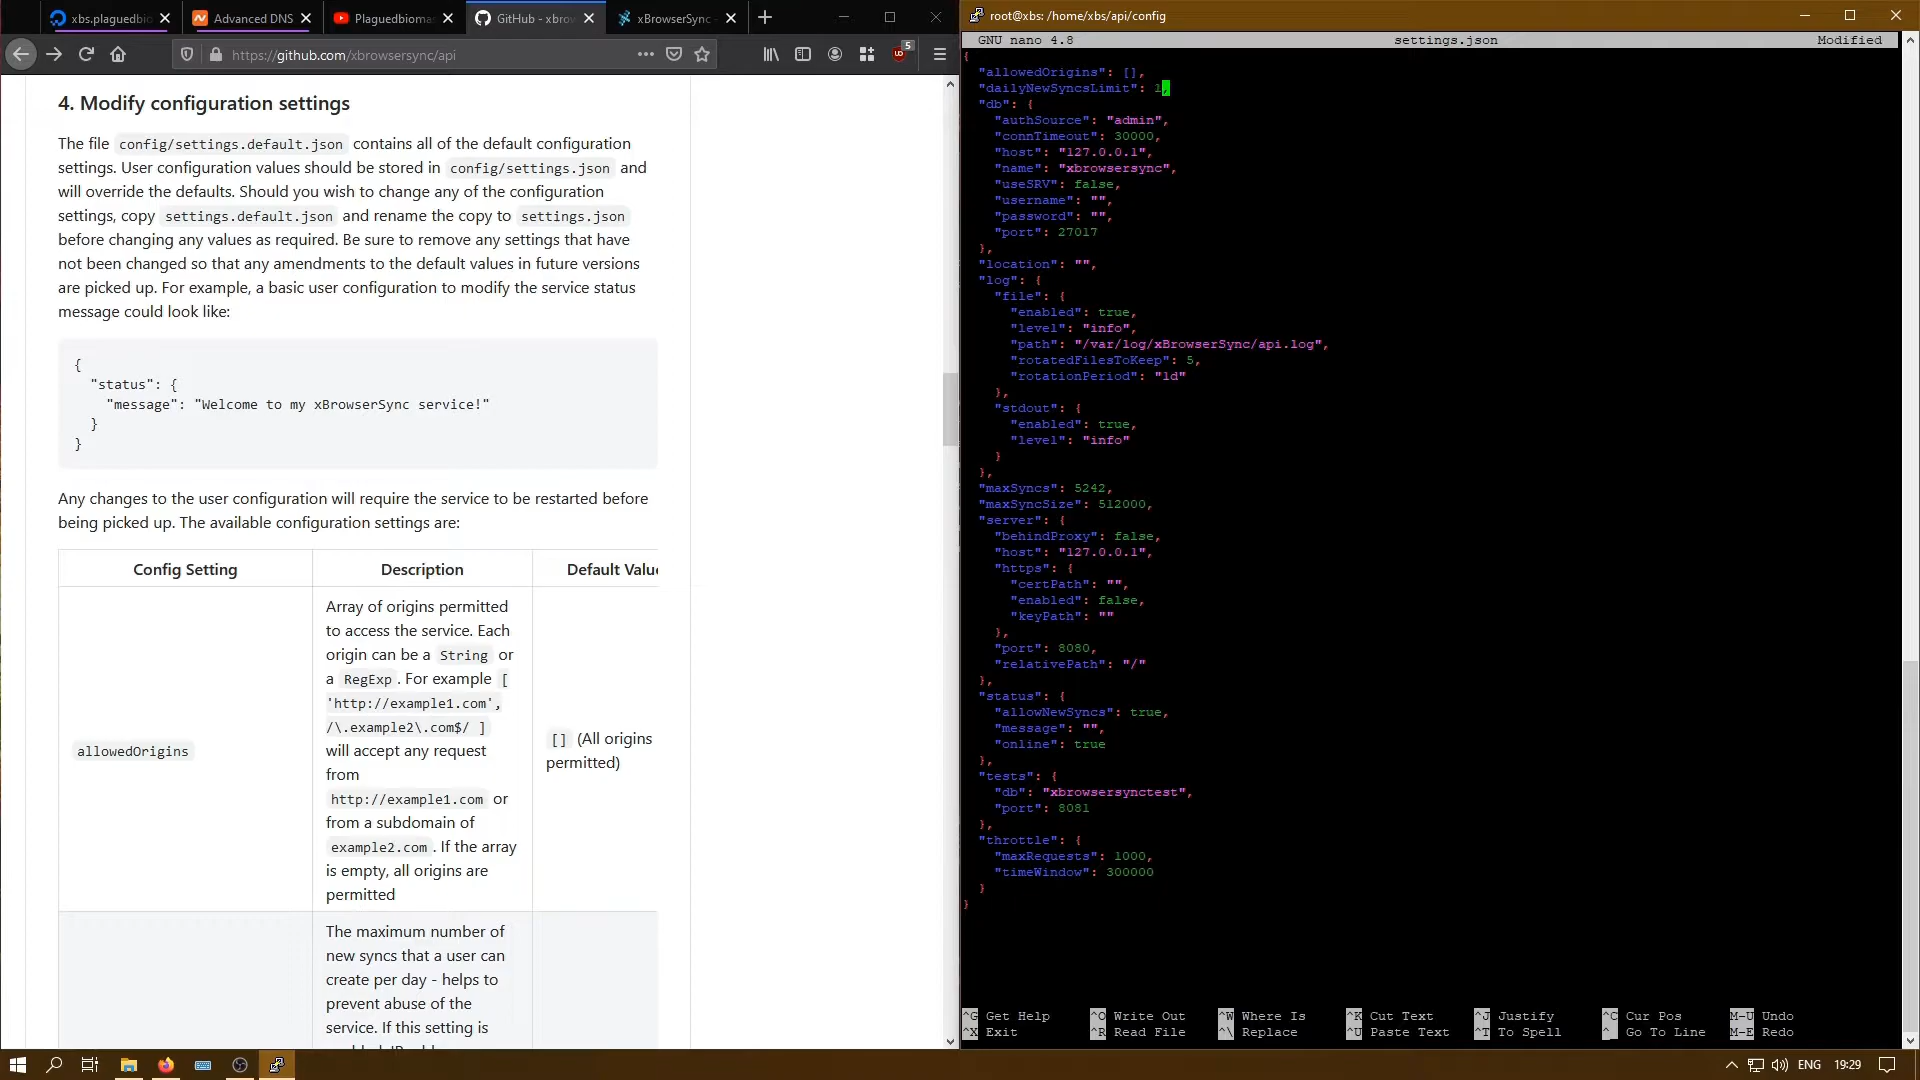 xbs.plaguedbio
Advanced DNS
Plaguedbiomas
GitHub - xbrow
xBrowserSync -
https://github.com/xbrowsersync/api
5
4. Modify configuration settings
The file config/settings.default.json contains all of the default configuration
settings. User configuration values should be stored in config/settings.json and
will override the defaults. Should you wish to change any of the configuration
settings, copy settings.default.json and rename the copy to settings.json
before changing any values as required. Be sure to remove any settings that have
not been changed so that any amendments to the default values in future versions
are picked up. For example, a basic user configuration to modify the service status
message could look like:
{
"status": {
"message": "Welcome to my xBrowserSync service!"
}
}
Any changes to the user configuration will require the service to be restarted before
being picked up. The available configuration settings are:
Config Setting
Description
Default Value
allowedOrigins
Array of origins permitted
to access the service. Each
origin can be a String or
a RegExp. For example [
'http://example1.com',
/\.example2\.com$/ ]
will accept any request
from
http://example1.com or
from a subdomain of
example2.com. If the array
is empty, all origins are
permitted
[] (All origins
permitted)
The maximum number of
new syncs that a user can
create per day - helps to
prevent abuse of the
service. If this setting is
root@xbs: /home/xbs/api/config
GNU nano 4.8 settings.json Modified
{
"allowedOrigins": [],
"dailyNewSyncsLimit": 1,
"db": {
"authSource": "admin",
"connTimeout": 30000,
"host": "127.0.0.1",
"name": "xbrowsersync",
"useSRV": false,
"username": "",
"password": "",
"port": 27017
},
"location": "",
"log": {
"file": {
"enabled": true,
"level": "info",
"path": "/var/log/xBrowserSync/api.log",
"rotatedFilesToKeep": 5,
"rotationPeriod": "1d"
},
"stdout": {
"enabled": true,
"level": "info"
}
},
"maxSyncs": 5242,
"maxSyncSize": 512000,
"server": {
"behindProxy": false,
"host": "127.0.0.1",
"https": {
"certPath": "",
"enabled": false,
"keyPath": ""
},
"port": 8080,
"relativePath": "/"
},
"status": {
"allowNewSyncs": true,
"message": "",
"online": true
},
"tests": {
"db": "xbrowsersynctest",
"port": 8081
},
"throttle": {
"maxRequests": 1000,
"timeWindow": 300000
}
}
^G Get Help ^O Write Out ^W Where Is ^K Cut Text ^J Justify ^C Cur Pos M-U Undo
^X Exit ^R Read File ^\ Replace ^U Paste Text ^T To Spell ^_ Go To Line M-E Redo
ENG 19:29